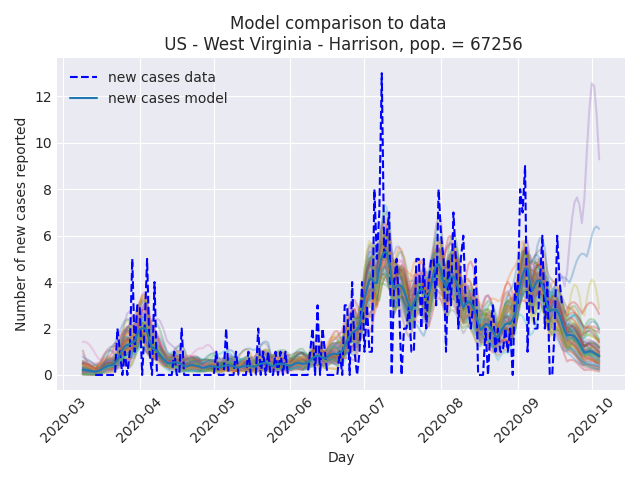 Model comparison to data
US - West Virginia - Harrison, pop. = 67256
new cases data
new cases model
Number of new cases reported
12
10
8
6
4
2
0
2020-03
2020-04
2020-05
2020-06
2020-07
2020-08
2020-09
2020-10
Day